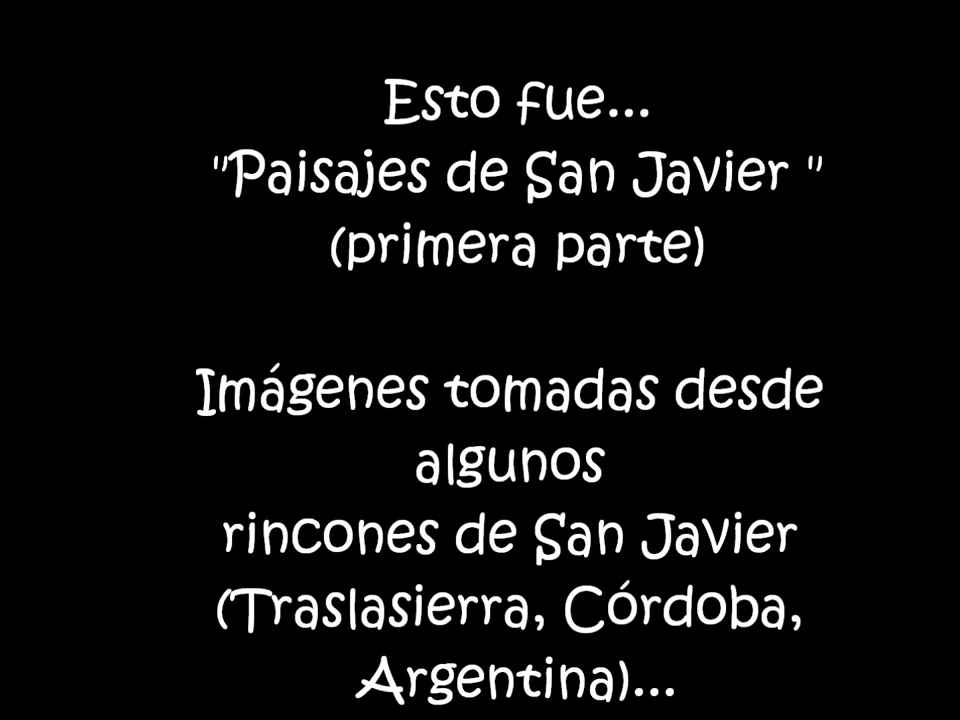 Esto fue...
"Paisajes de San Javier "
(primera parte)
Imágenes tomadas desde
algunos
rincones de San Javier
(Traslasierra, Córdoba,
Argentina)...